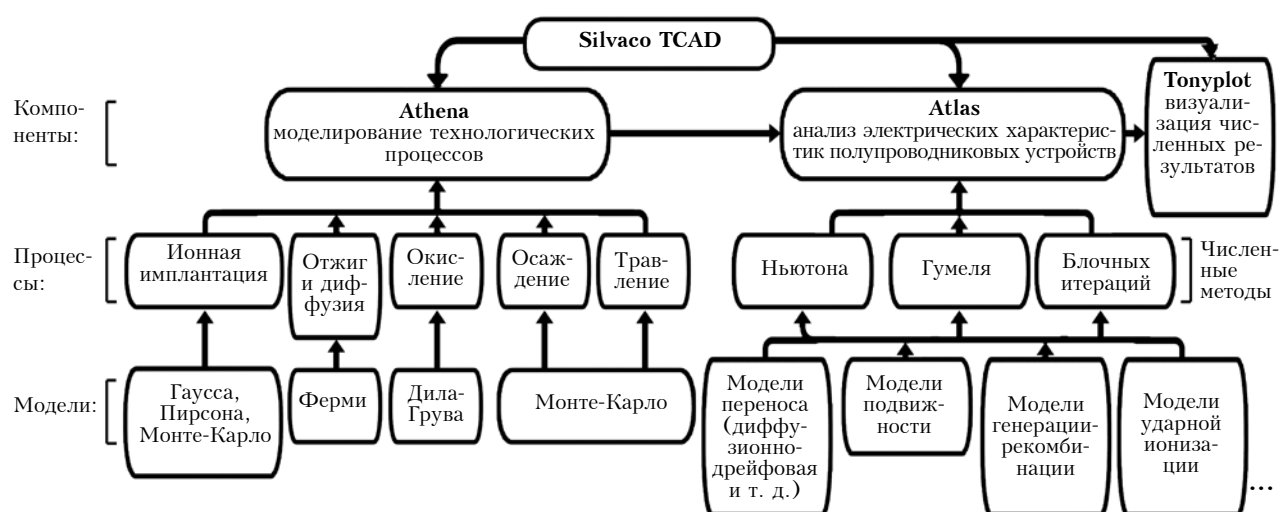 Silvaco TCAD
Компо-
ненты:
Athena
моделирование технологических
процессов
Atlas
анализ электрических характерис-
тик полупроводниковых устройств
Tonyplot
визуали-
зация чис-
ленных ре-
зультатов
Процес-
сы:
Ионная
имплантация
Отжиг
и диф-
фузия
Окис-
ление
Осаж-
дение
Трав-
ление
Ньютона
Гумеля
Блочных
итераций
Числен-
ные
методы
Модели:
Гаусса,
Пирсона,
Монте-Карло
Ферми
Дила-
Грува
Монте-Карло
Модели
переноса
(диффу-
зионно-
дрейфовая
и т. д.)
Модели
подвиж-
ности
Модели
генерации-
рекомби-
нации
Модели
ударной
иониза-
ции
...